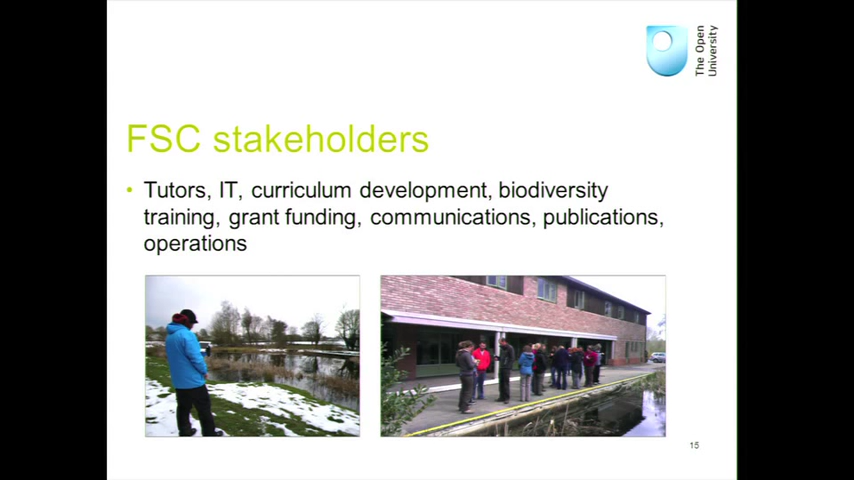 The Open
University
FSC stakeholders
• Tutors, IT, curriculum development, biodiversity
training, grant funding, communications, publications,
operations
15